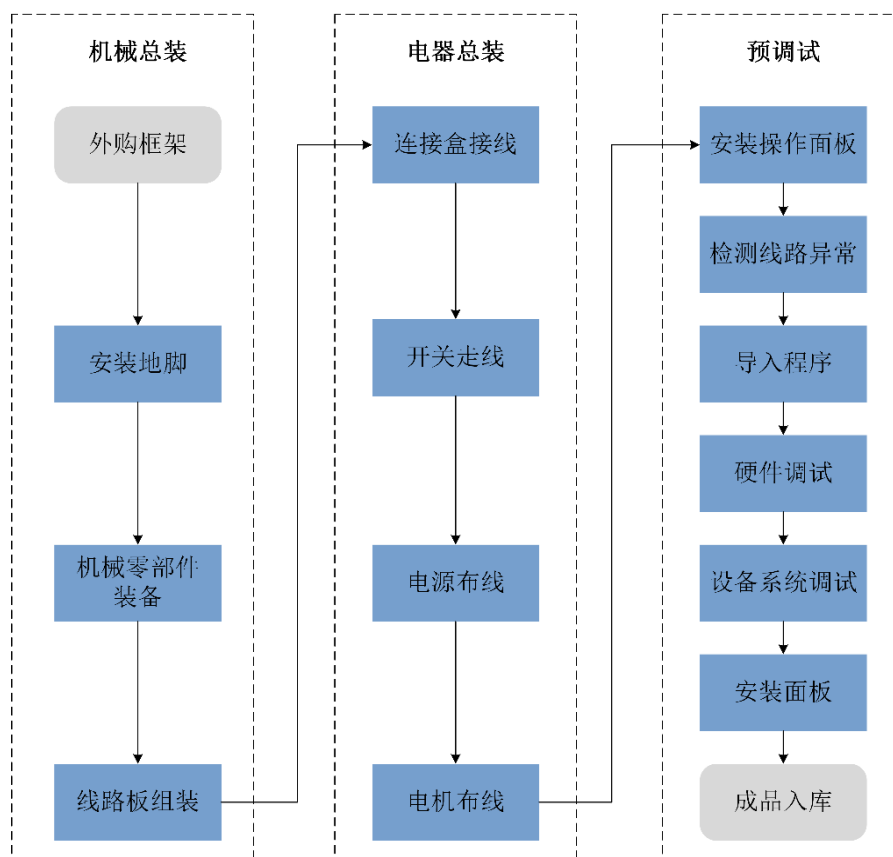 机械总装
外购框架
安装地脚
机械零部件
装备
线路板组装
电器总装
连接盒接线
开关走线
电源布线
电机布线
预调试
安装操作面板
检测线路异常
导入程序
硬件调试
设备系统调试
安装面板
成品入库